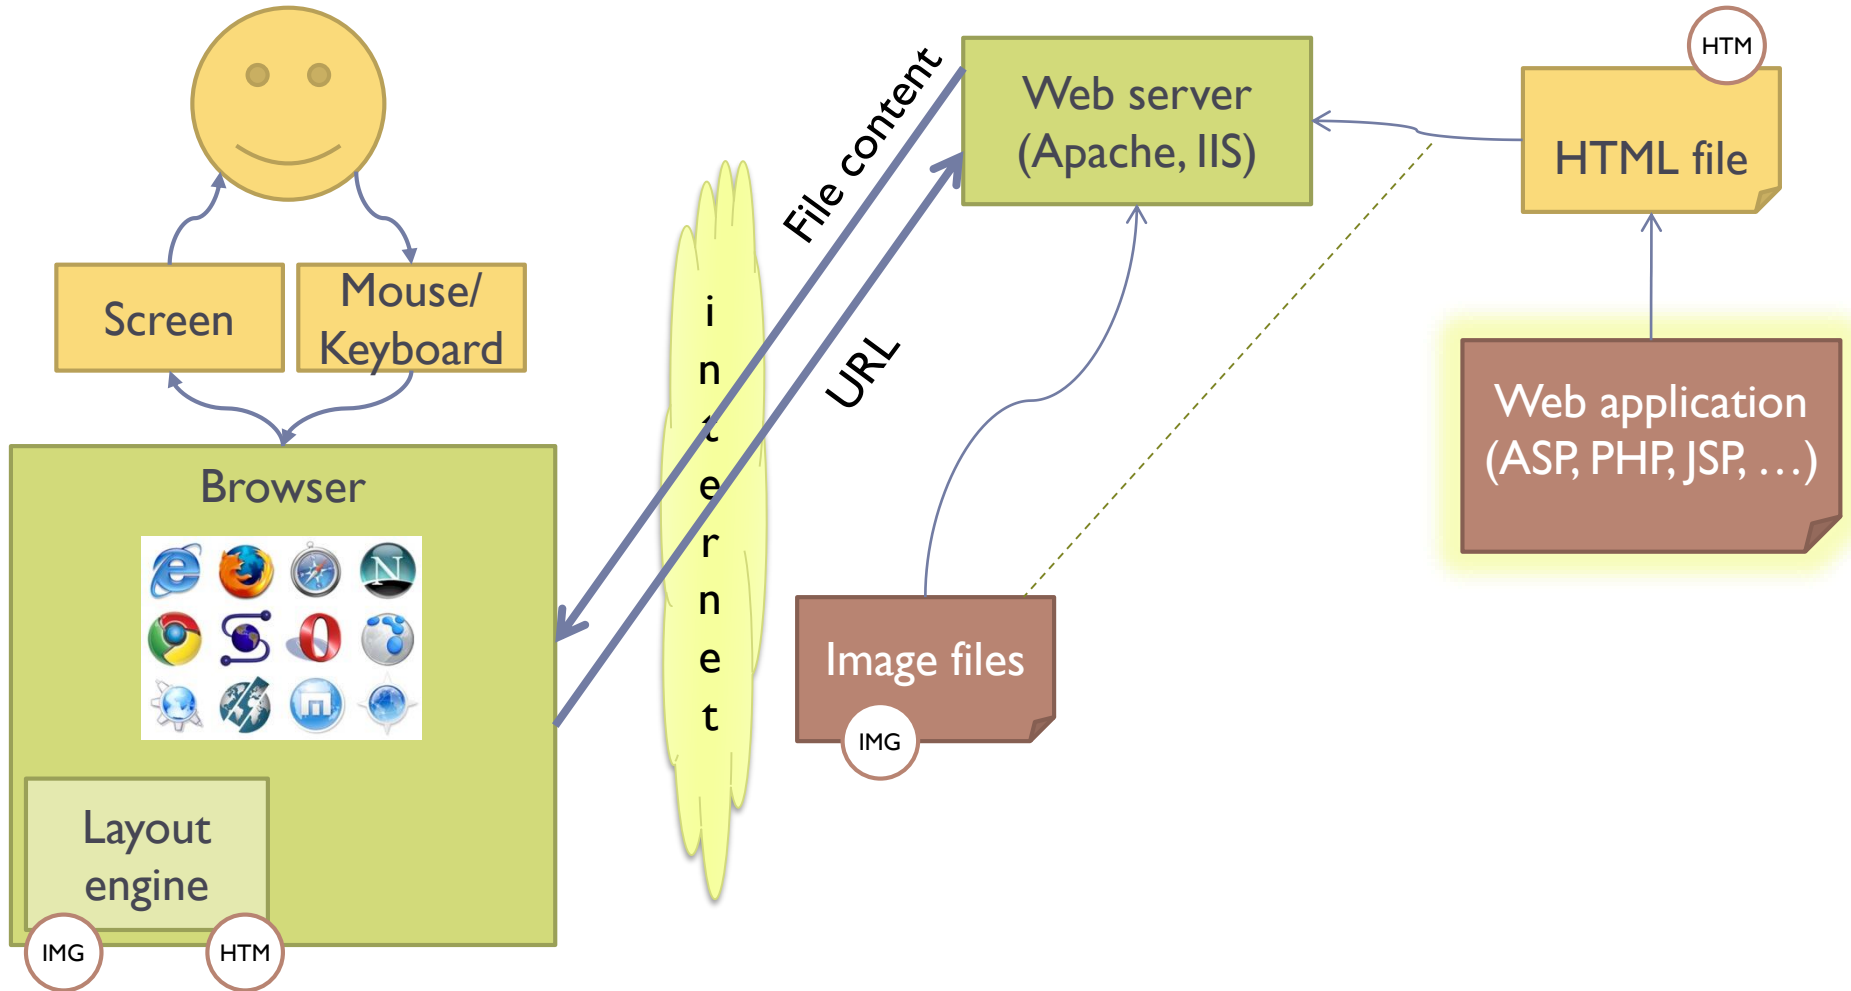 HTM
Web server
(Apache, IIS)
HTML file
File content
Screen
Mouse/
Keyboard
internet
URL
Web application
(ASP, PHP, JSP, ...)
Browser
N
Image files
IMG
Layout
engine
IMG
HTM